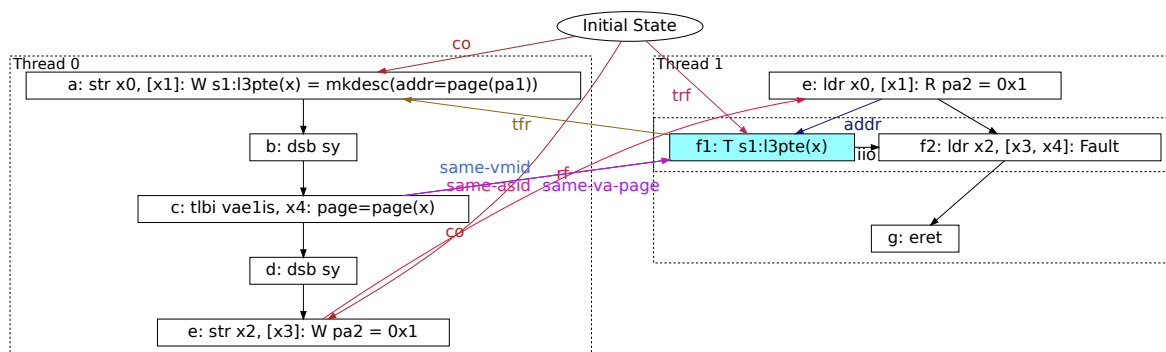 Initial State
co
Thread 0
Thread 1
a: str x0, [x1]: W s1:l3pte(x) = mkdesc(addr=page(pa1))
e: ldr x0, [x1]: R pa2 = 0x1
trf
tfr
addr
b: dsb sy
f1: T s1:l3pte(x)
iio
f2: ldr x2, [x3, x4]: Fault
same-vmid
rf
same-asid
same-va-page
c: tlbi vae1is, x4: page=page(x)
co
g: eret
d: dsb sy
e: str x2, [x3]: W pa2 = 0x1